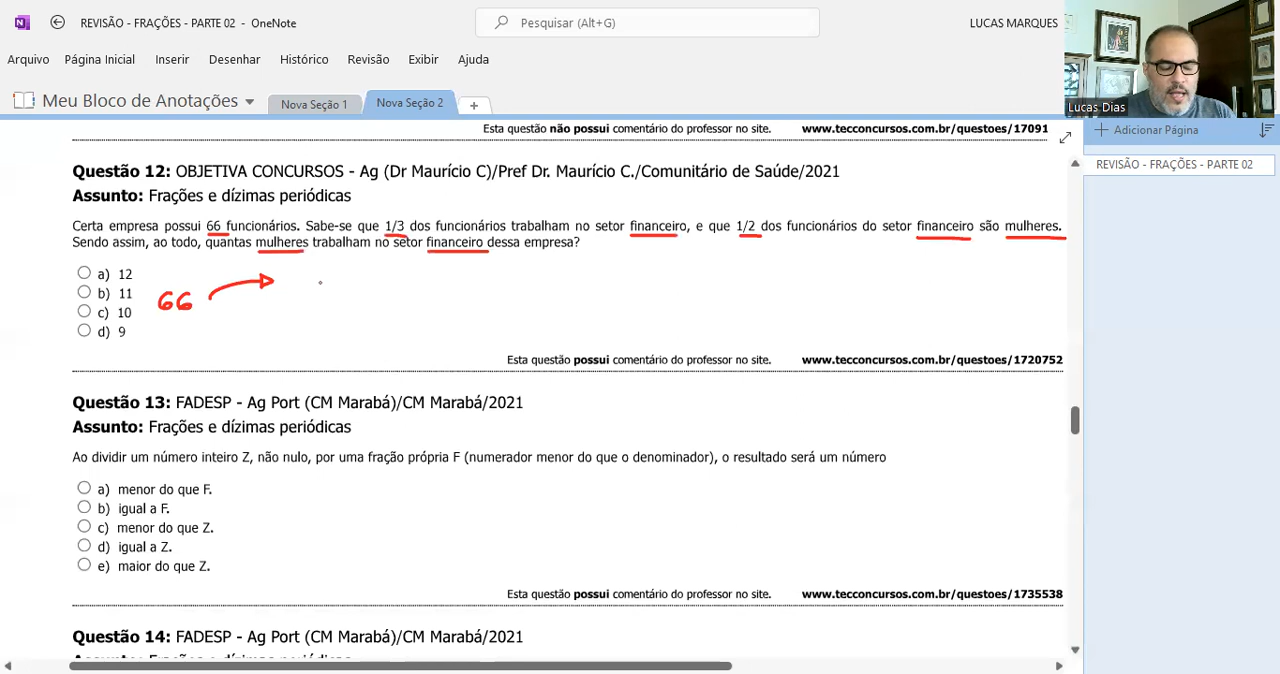 REVISÃO - FRAÇÕES - PARTE 02 - OneNote
Pesquisar (Alt+G)
LUCAS MARQUES
Arquivo Página Inicial Inserir Desenhar Histórico Revisão Exibir Ajuda
Lucas Dias
Meu Bloco de Anotações
Nova Seção 1
Nova Seção 2
+
Adicionar Página
REVISÃO - FRAÇÕES - PARTE 02
Esta questão não possui comentário do professor no site. www.tecconcursos.com.br/questoes/17091
Questão 12: OBJETIVA CONCURSOS - Ag (Dr Maurício C)/Pref Dr. Maurício C./Comunitário de Saúde/2021
Assunto: Frações e dízimas periódicas
Certa empresa possui 66 funcionários. Sabe-se que 1/3 dos funcionários trabalham no setor financeiro, e que 1/2 dos funcionários do setor financeiro são mulheres.
Sendo assim, ao todo, quantas mulheres trabalham no setor financeiro dessa empresa?
a) 12
b) 11
c) 10
d) 9
66
Esta questão possui comentário do professor no site. www.tecconcursos.com.br/questoes/1720752
Questão 13: FADESP - Ag Port (CM Marabá)/CM Marabá/2021
Assunto: Frações e dízimas periódicas
Ao dividir um número inteiro Z, não nulo, por uma fração própria F (numerador menor do que o denominador), o resultado será um número
a) menor do que F.
b) igual a F.
c) menor do que Z.
d) igual a Z.
e) maior do que Z.
Esta questão possui comentário do professor no site. www.tecconcursos.com.br/questoes/1735538
Questão 14: FADESP - Ag Port (CM Marabá)/CM Marabá/2021
Assunto: Frações e dízimas periódicas